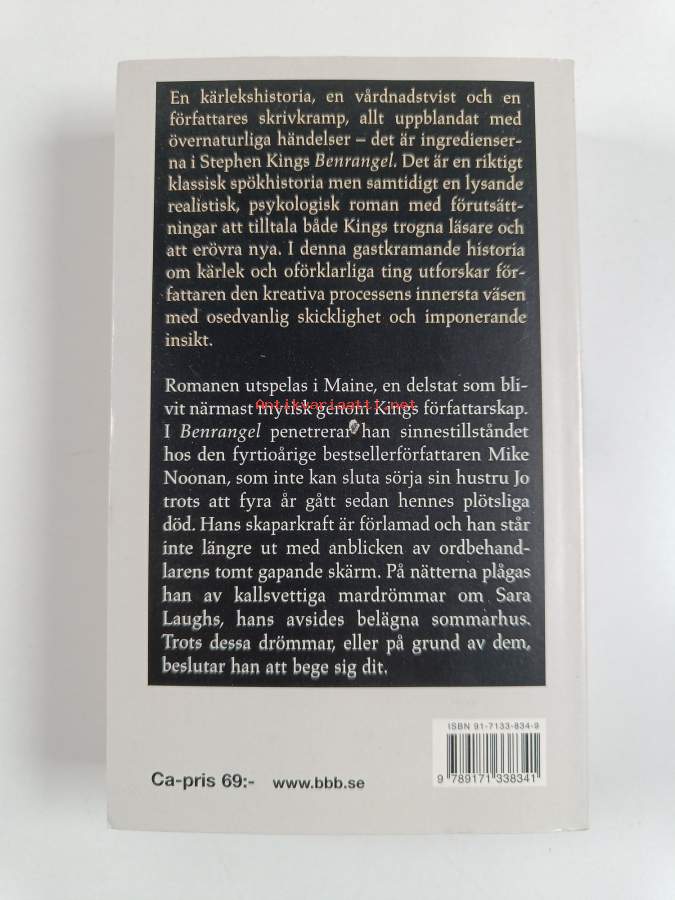 En kärlekshistoria, en vårdnadstvist och en
författares skrivkramp, allt uppblandat med
övernaturliga händelser – det är ingredienser-
na i Stephen Kings Benrangel. Det är en riktigt
klassisk spökhistoria men samtidigt en lysande
realistisk, psykologisk roman med förutsätt-
ningar att tilltala både Kings trogna läsare och
att erövra nya. I denna gastkramande historia
om kärlek och oförklarliga ting utforskar för-
fattaren den kreativa processens innersta väsen
med osedvanlig skicklighet och imponerande
insikt.
Romanen utspelas i Maine, en delstat som bli-
vit närmast mytisk genom Kings författarskap.
Antikvariaatti.net
I Benrangel penetrerar han sinnestillståndet
hos den fyrtioårige bestsellerförfattaren Mike
Noonan, som inte kan sluta sörja sin hustru Jo
trots att fyra år gått sedan hennes plötsliga
död. Hans skaparkraft är förlamad och han står
inte längre ut med anblicken av ordbehand-
larens tomt gapande skärm. På nätterna plågas
han av kallsvettiga mardrömmar om Sara
Laughs, hans avsides belägna sommarhus.
Trots dessa drömmar, eller på grund av dem,
beslutar han att bege sig dit.
ISBN 91-7133-834-9
9 789171 338341
Ca-pris 69:- www.bbb.se